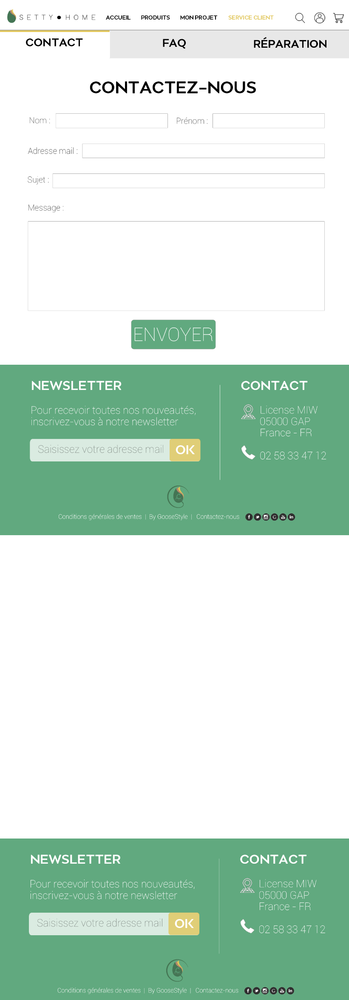 SETTY●HOME ACCUEIL PRODUITS MON PROJET SERVICE CLIENT
CONTACT FAQ RÉPARATION
CONTACTEZ-NOUS
Nom : Prénom :
Adresse mail :
Sujet :
Message :
ENVOYER
NEWSLETTER
Pour recevoir toutes nos nouveautés,
inscrivez-vous à notre newsletter
Saisissez votre adresse mail OK
CONTACT
License MIW
05000 GAP
France - FR
02 58 33 47 12
Conditions générales de ventes | By GooseStyle | Contactez-nous
NEWSLETTER
Pour recevoir toutes nos nouveautés,
inscrivez-vous à notre newsletter
Saisissez votre adresse mail OK
CONTACT
License MIW
05000 GAP
France - FR
02 58 33 47 12
Conditions générales de ventes | By GooseStyle | Contactez-nous